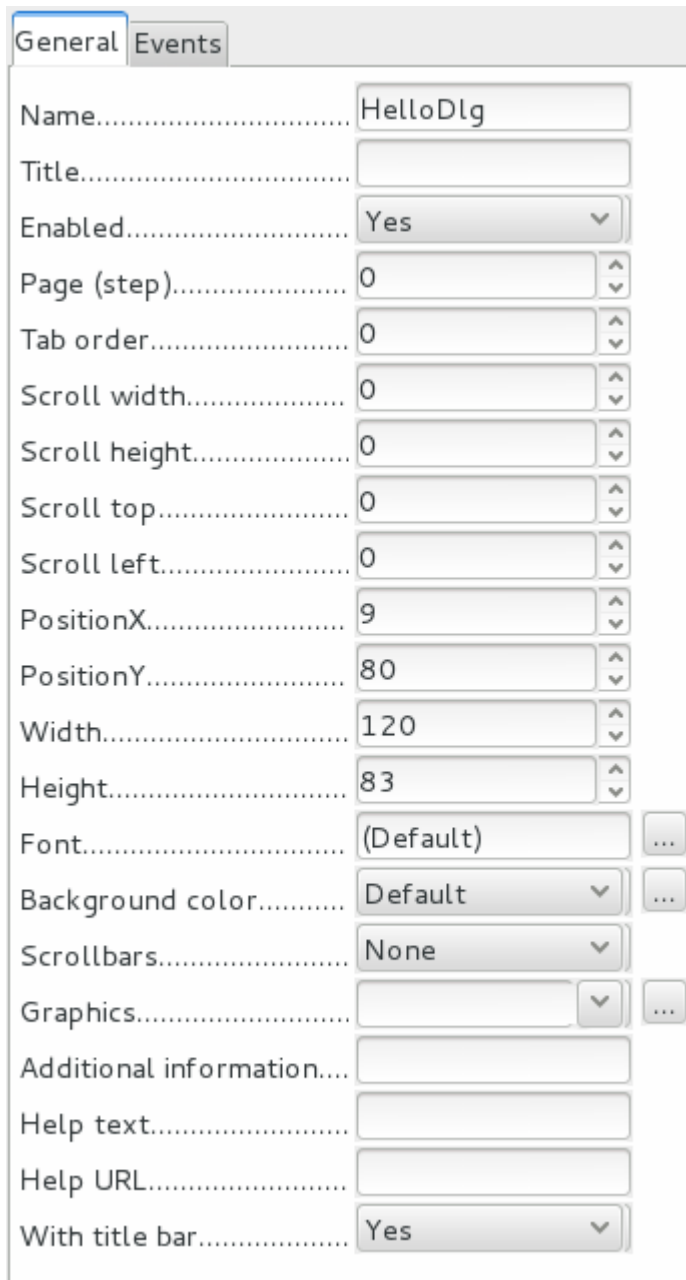 General Events
Name.............................. HelloDlg
Title.................................
Enabled........................... Yes
Page (step)..................... 0
Tab order........................ 0
Scroll width.................... 0
Scroll height................... 0
Scroll top....................... 0
Scroll left....................... 0
PositionX........................ 9
PositionY........................ 80
Width.............................. 120
Height............................. 83
Font................................ (Default) ...
Background color........... Default ...
Scrollbars....................... None
Graphics.......................... ...
Additional information....
Help text........................
Help URL.........................
With title bar.................. Yes